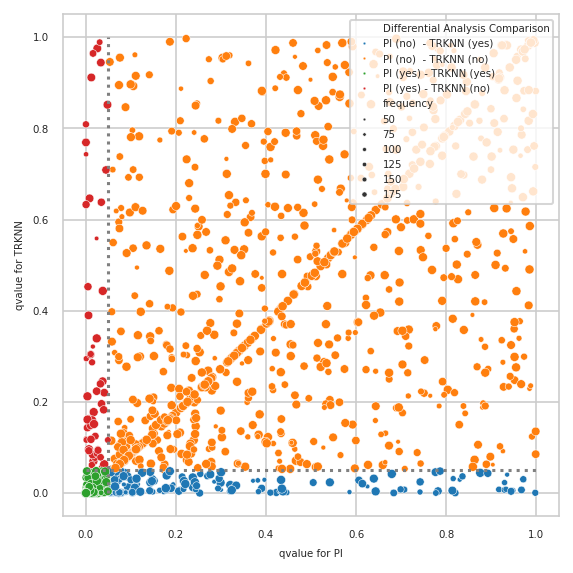 Differential Analysis Comparison
PI (no) - TRKNN (yes)
PI (no) - TRKNN (no)
PI (yes) - TRKNN (yes)
PI (yes) - TRKNN (no)
frequency
50
75
100
125
150
175
1.0
0.8
0.6
0.4
0.2
0.0
qvalue for TRKNN
0.0 0.2 0.4 0.6 0.8 1.0
qvalue for PI